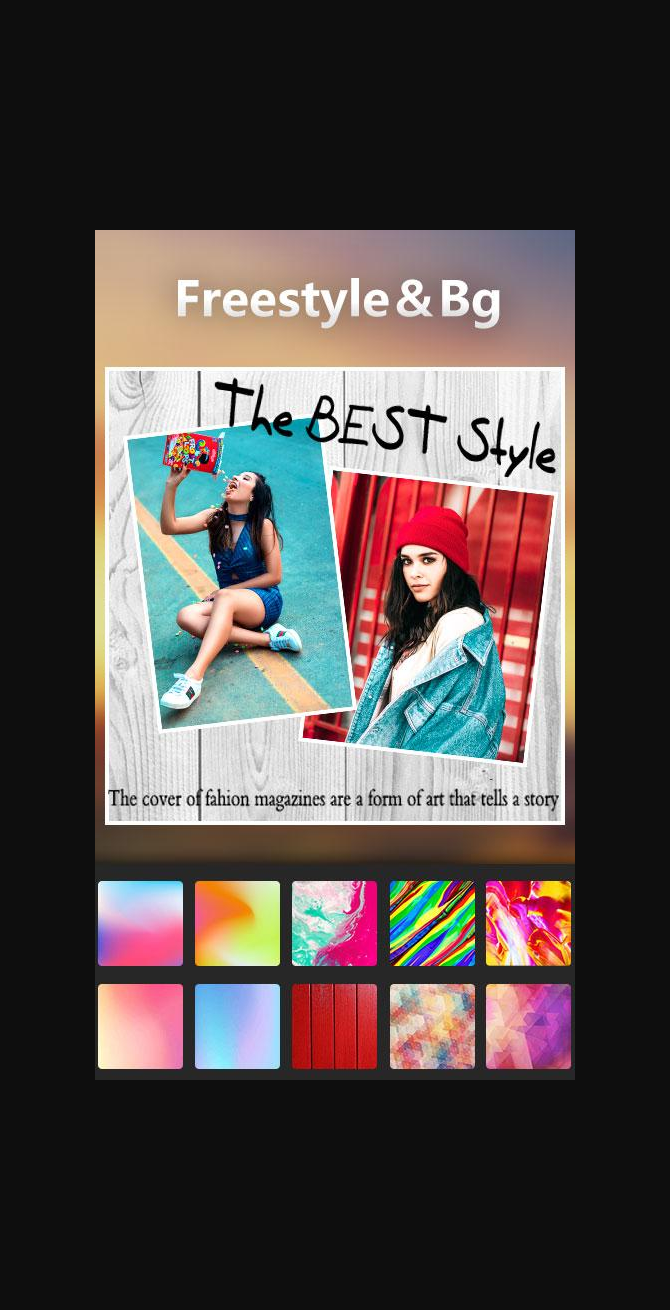 Freestyle & Bg
The BEST Style
The cover of fahion magazines are a form of art that tells a story